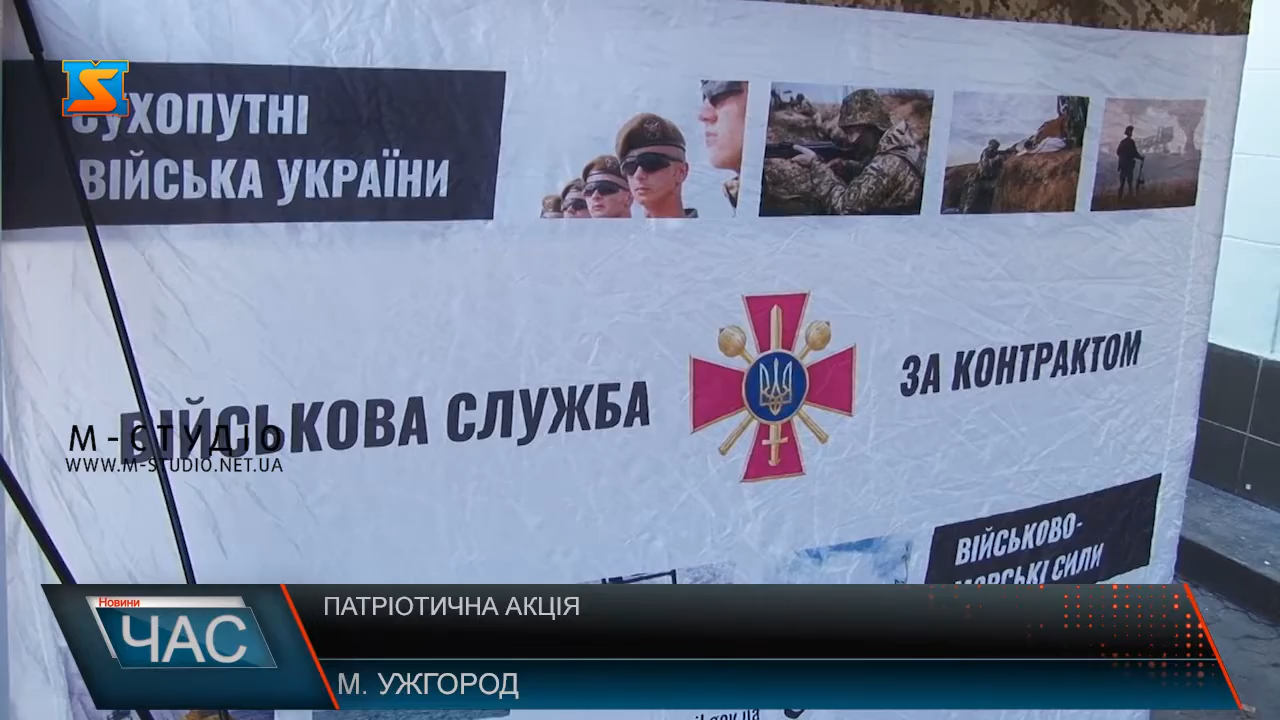 СУХОПУТНІ
ВІЙСЬКА УКРАЇНИ
ВІЙСЬКОВА СЛУЖБА
ЗА КОНТРАКТОМ
М-СТУДІО
WWW.M-STUDIO.NET.UA
ВІЙСЬКОВО-
МОРСЬКІ СИЛИ
Новини
ЧАС
ПАТРІОТИЧНА АКЦІЯ
М. УЖГОРОД